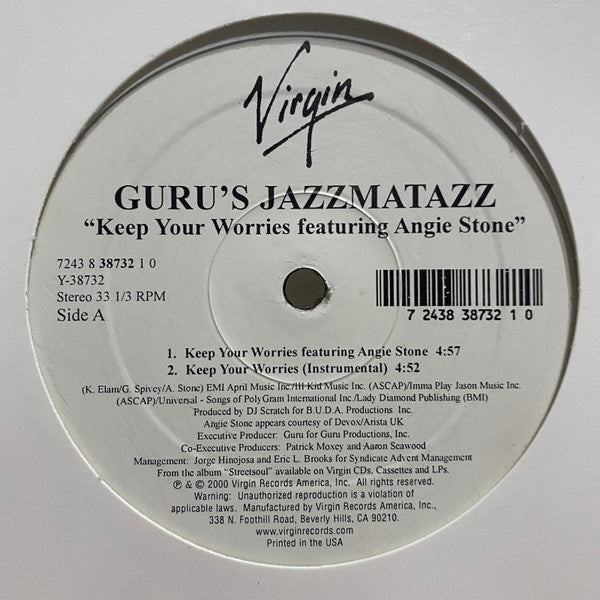 Virgin
GURU'S JAZZMATAZZ
"Keep Your Worries featuring Angie Stone"
7243 8 38732 1 0
Y-38732
Stereo 33 1/3 RPM
Side A
7 24383 38732 1 0
1. Keep Your Worries featuring Angie Stone 4:57
2. Keep Your Worries (Instrumental) 4:52
(K. Elam/G. Spivey/A. Stone) EMI April Music Inc./Ill Kid Music Inc. (ASCAP)/Imma Play Jason Music Inc.
(ASCAP)/Universal - Songs of PolyGram International Inc./Lady Diamond Publishing (BMI)
Produced by DJ Scratch for B.U.D.A. Productions Inc.
Angie Stone appears courtesy of Devox/Arista UK
Executive Producer: Guru for Guru Productions, Inc.
Co-Executive Producers: Patrick Moxey and Aaron Seawood
Management: Jorge Hinojosa and Eric L. Brooks for Syndicate Advent Management
From the album "Streetsoul" available on Virgin CDs, Cassettes and LPs.
℗ & © 2000 Virgin Records America, Inc. All rights reserved.
Warning: Unauthorized reproduction is a violation of
applicable laws. Manufactured by Virgin Records America, Inc.,
338 N. Foothill Road, Beverly Hills, CA 90210.
www.virginrecords.com
Printed in the USA